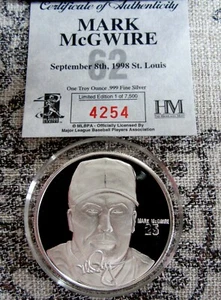 Certificate of Authenticity
MARK
McGWIRE
62
September 8th, 1998 St. Louis
One Troy Ounce .999 Fine Silver
Limited Edition 1 of 7,500
4254
HM
© MLBPA - Officially Licensed By
Major League Baseball Players Association
MARK McGWIRE